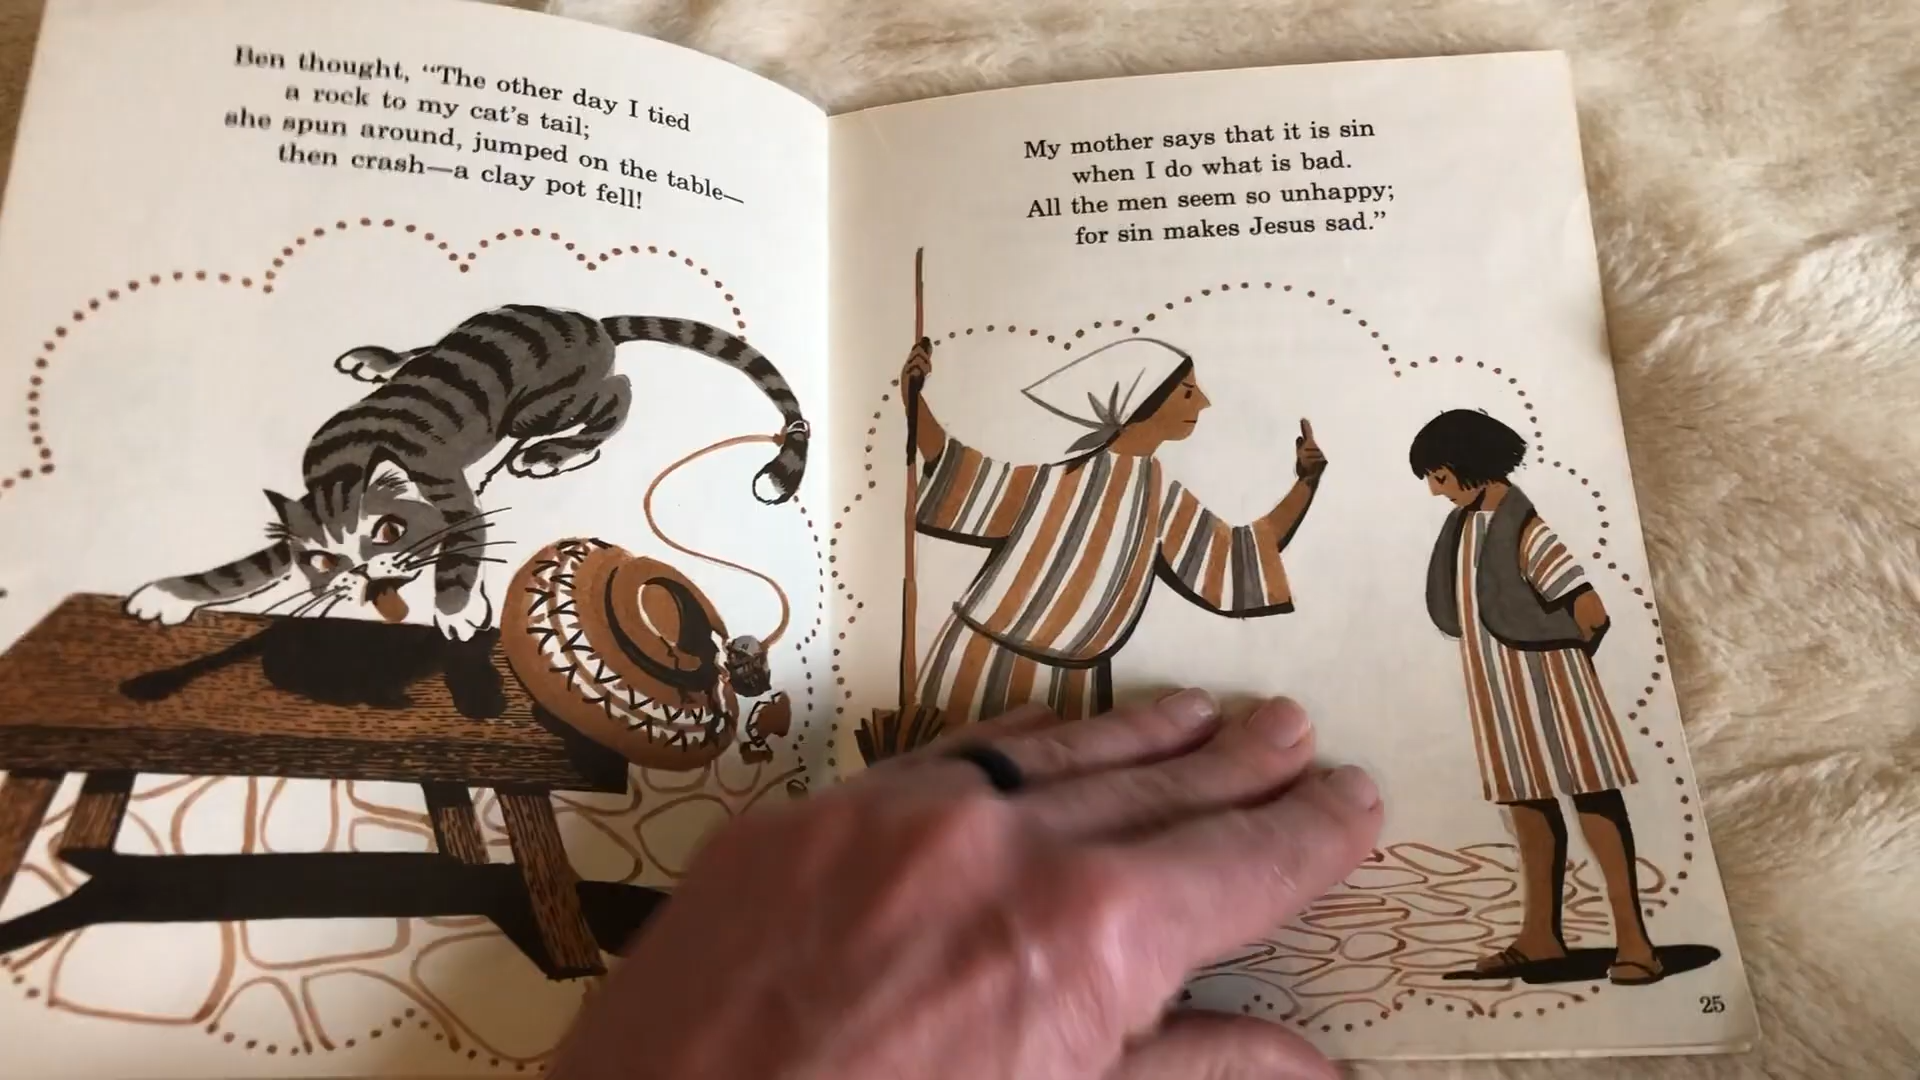 Ben thought, “The other day I tied
a rock to my cat’s tail;
she spun around, jumped on the table—
then crash—a clay pot fell!
My mother says that it is sin
when I do what is bad.
All the men seem so unhappy;
for sin makes Jesus sad.”
25